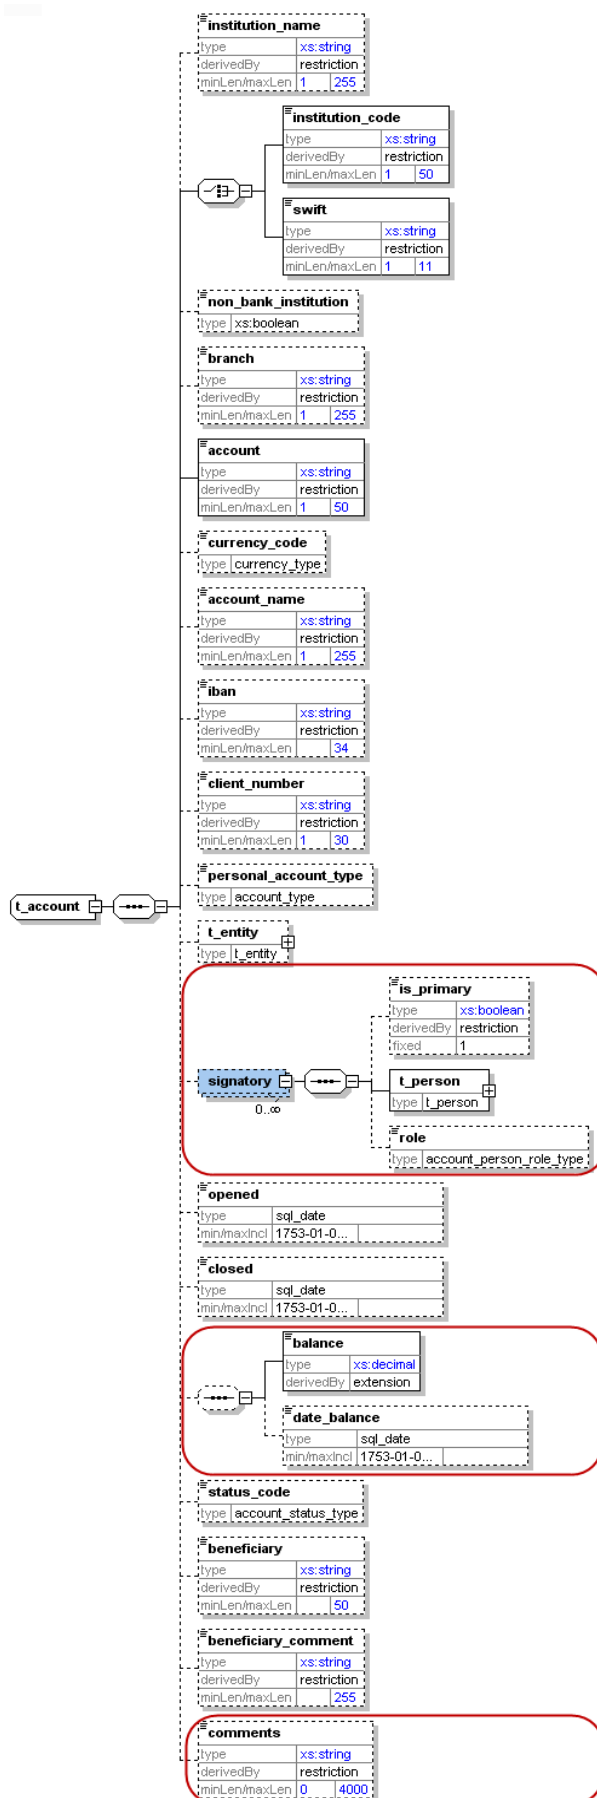 institution_name
type xs:string
derivedBy restriction
minLen/maxLen 1 255
institution_code
type xs:string
derivedBy restriction
minLen/maxLen 1 50
swift
type xs:string
derivedBy restriction
minLen/maxLen 1 11
non_bank_institution
type xs:boolean
branch
type xs:string
derivedBy restriction
minLen/maxLen 1 255
account
type xs:string
derivedBy restriction
minLen/maxLen 1 50
currency_code
type currency_type
account_name
type xs:string
derivedBy restriction
minLen/maxLen 1 255
iban
type xs:string
derivedBy restriction
minLen/maxLen 34
client_number
type xs:string
derivedBy restriction
minLen/maxLen 1 30
personal_account_type
type account_type
t_account
t_entity
type t_entity
is_primary
type xs:boolean
derivedBy restriction
fixed 1
signatory
0..∞
t_person
type t_person
role
type account_person_role_type
opened
type sql_date
min/maxIncl 1753-01-0...
closed
type sql_date
min/maxIncl 1753-01-0...
balance
type xs:decimal
derivedBy extension
date_balance
type sql_date
min/maxIncl 1753-01-0...
status_code
type account_status_type
beneficiary
type xs:string
derivedBy restriction
minLen/maxLen 50
beneficiary_comment
type xs:string
derivedBy restriction
minLen/maxLen 255
comments
type xs:string
derivedBy restriction
minLen/maxLen 0 4000